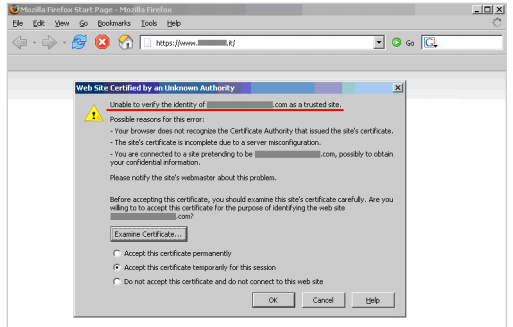 Mozilla Firefox Start Page - Mozilla Firefox
File Edit View Go Bookmarks Tools Help
https://www. .it/ Go G
Web Site Certified by an Unknown Authority
Unable to verify the identity of .com as a trusted site.
Possible reasons for this error:
- Your browser does not recognize the Certificate Authority that issued the site's certificate.
- The site's certificate is incomplete due to a server misconfiguration.
- You are connected to a site pretending to be .com, possibly to obtain
your confidential information.
Please notify the site's webmaster about this problem.
Before accepting this certificate, you should examine this site's certificate carefully. Are you
willing to to accept this certificate for the purpose of identifying the web site
.com?
Examine Certificate...
Accept this certificate permanently
Accept this certificate temporarily for this session
Do not accept this certificate and do not connect to this web site
OK Cancel Help